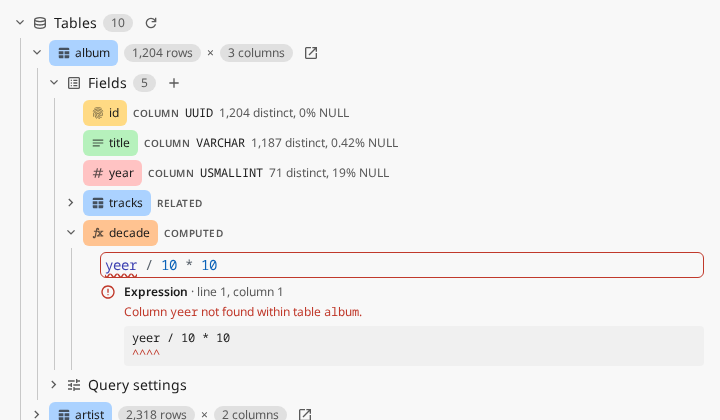 Tables 10
album 1,204 rows × 3 columns
Fields 5 +
id COLUMN UUID 1,204 distinct, 0% NULL
title COLUMN VARCHAR 1,187 distinct, 0.42% NULL
# year COLUMN USMALLINT 71 distinct, 19% NULL
tracks RELATED
fx decade COMPUTED
yeer / 10 * 10
Expression · line 1, column 1
Column yeer not found within table album.
yeer / 10 * 10
^^^^
Query settings
artist 2,318 rows × 2 columns